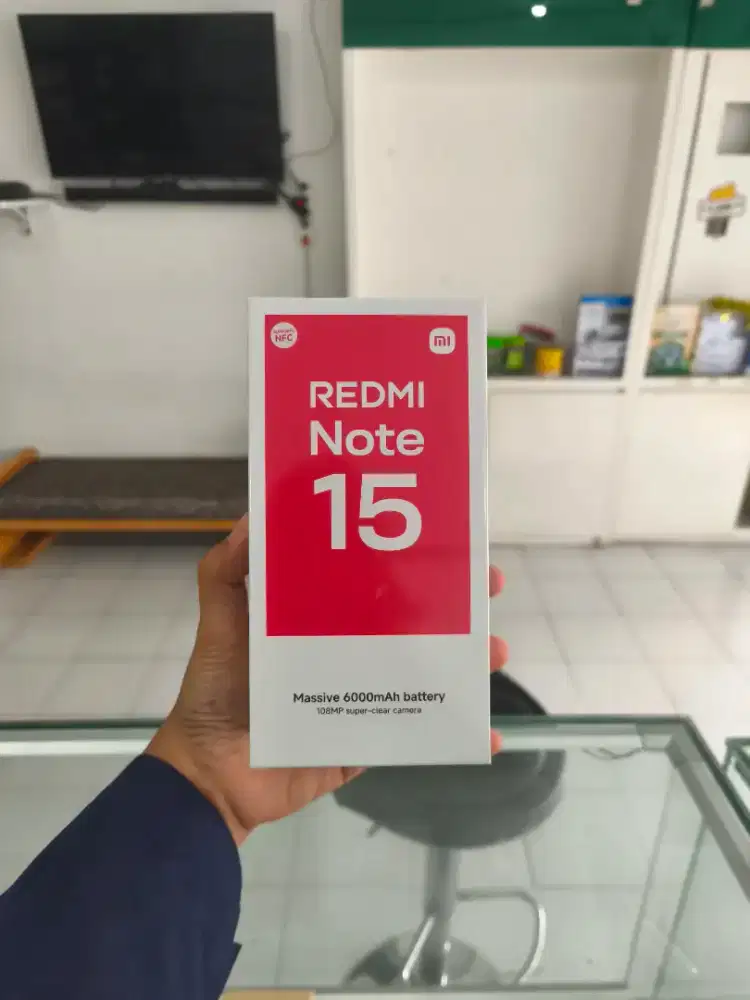 NFC
mi
REDMI
Note
15
Massive 6000mAh battery
108MP super-clear camera